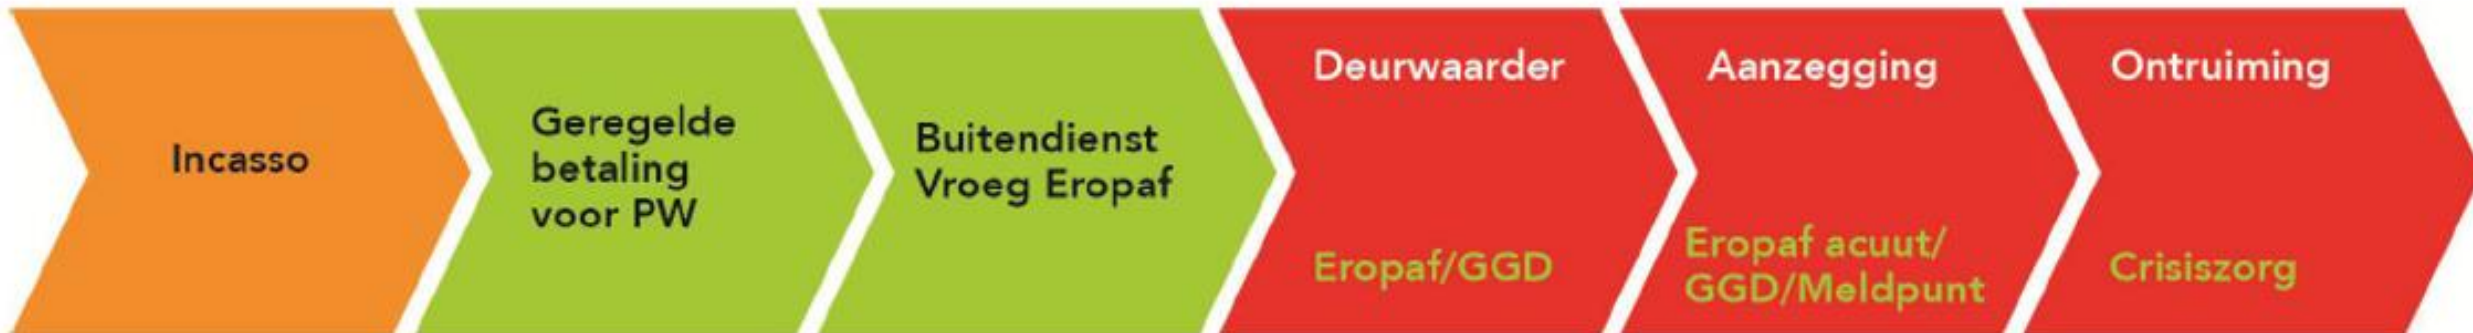 Incasso
Geregelde
betaling
voor PW
Buitendienst
Vroeg Eropaf
Deurwaarder
Eropaf/GGD
Aanzegging
Eropaf acuut/
GGD/Meldpunt
Ontruiming
Crisiszorg